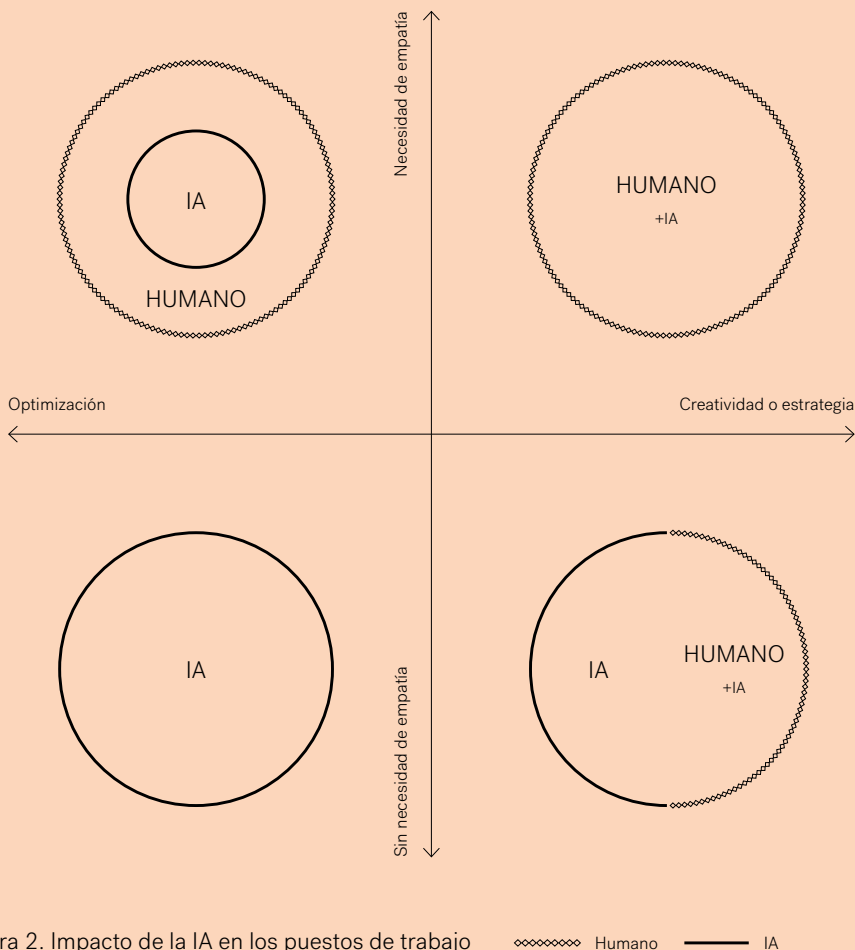 Necesidad de empatía
IA
HUMANO
HUMANO
+IA
Optimización
Creatividad o estrategia
IA
Sin necesidad de empatía
IA
HUMANO
+IA
ra 2. Impacto de la IA en los puestos de trabajo
Humano
IA